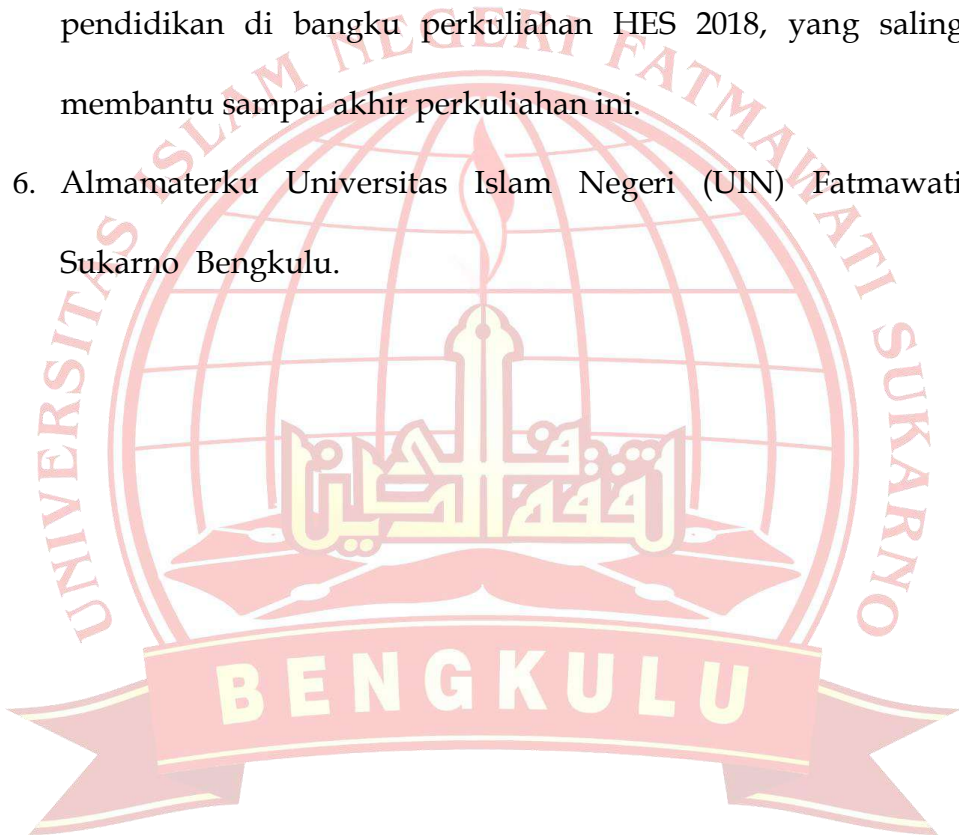 pendidikan di bangku perkuliahan HES 2018, yang saling
membantu sampai akhir perkuliahan ini.
6. Almamaterku Universitas Islam Negeri (UIN) Fatmawati
Sukarno Bengkulu.
UNIVERSITAS ISLAM NEGERI FATMAWATI SUKARNO
BENGKULU